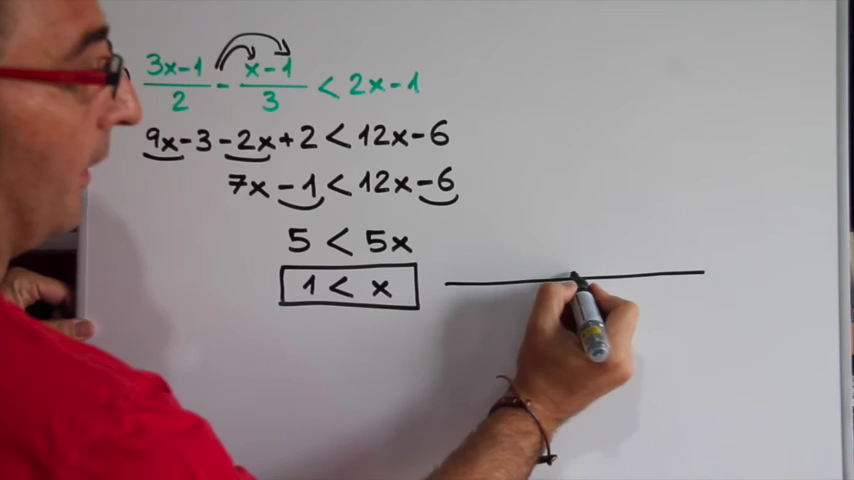 3x-1/2 - x-1/3 < 2x-1
9x-3-2x+2 < 12x-6
7x-1 < 12x-6
5 < 5x
1 < x